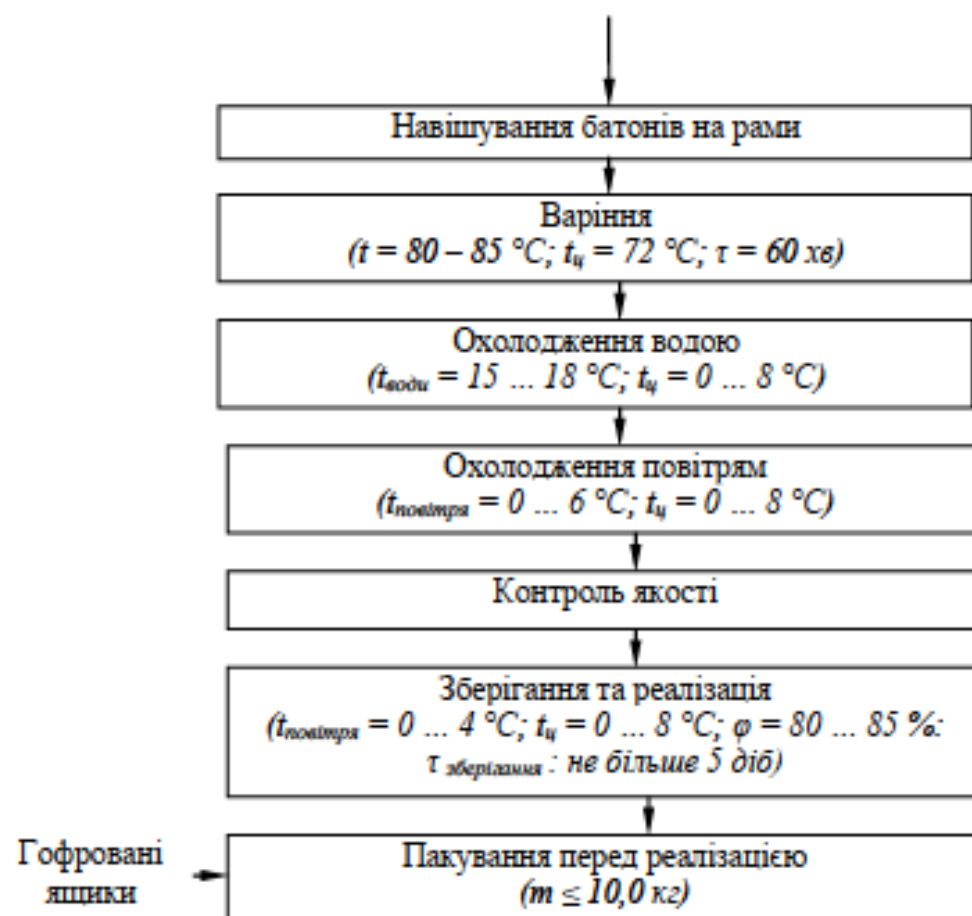 Навішування батонів на рами
Варіння
(t = 80 – 85 °C; tц = 72 °C; τ = 60 хв)
Охолодження водою
(tводи = 15 ... 18 °C; tц = 0 ... 8 °C)
Охолодження повітрям
(tповітря = 0 ... 6 °C; tц = 0 ... 8 °C)
Контроль якості
Зберігання та реалізація
(tповітря = 0 ... 4 °C; tц = 0 ... 8 °C; φ = 80 ... 85 %:
τ зберігання : не більше 5 діб)
Гофровані
ящики
Пакування перед реалізацією
(m ≤ 10,0 кг)